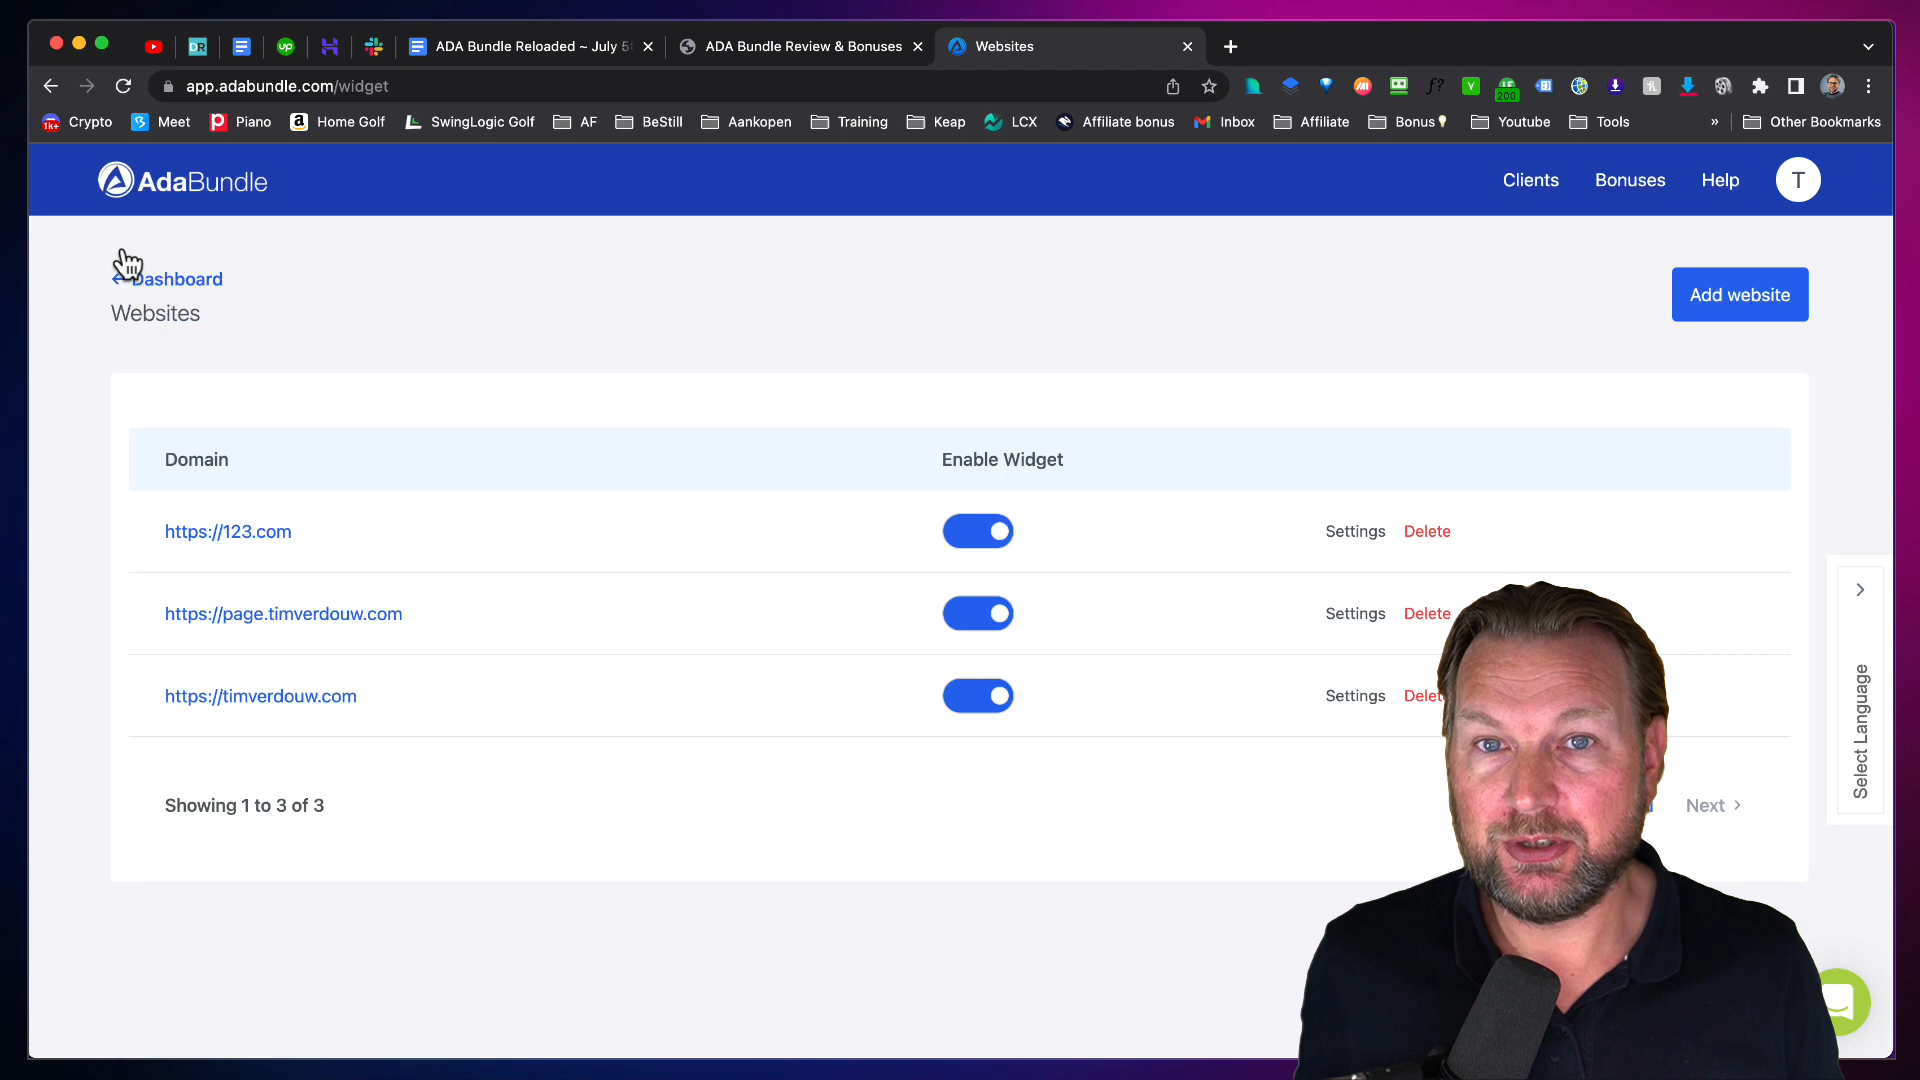 ADA Bundle Reloaded ~ July 5
ADA Bundle Review & Bonuses
Websites
app.adabundle.com/widget
Crypto
Meet
Piano
Home Golf
SwingLogic Golf
AF
BeStill
Aankopen
Training
Keap
LCX
Affiliate bonus
Inbox
Affiliate
Bonus
Youtube
Tools
»
Other Bookmarks
AdaBundle
Clients
Bonuses
Help
T
Dashboard
Websites
Add website
Domain
Enable Widget
https://123.com
Settings
Delete
https://page.timverdouw.com
Settings
Delete
https://timverdouw.com
Settings
Delet
Showing 1 to 3 of 3
Next >
Select Language